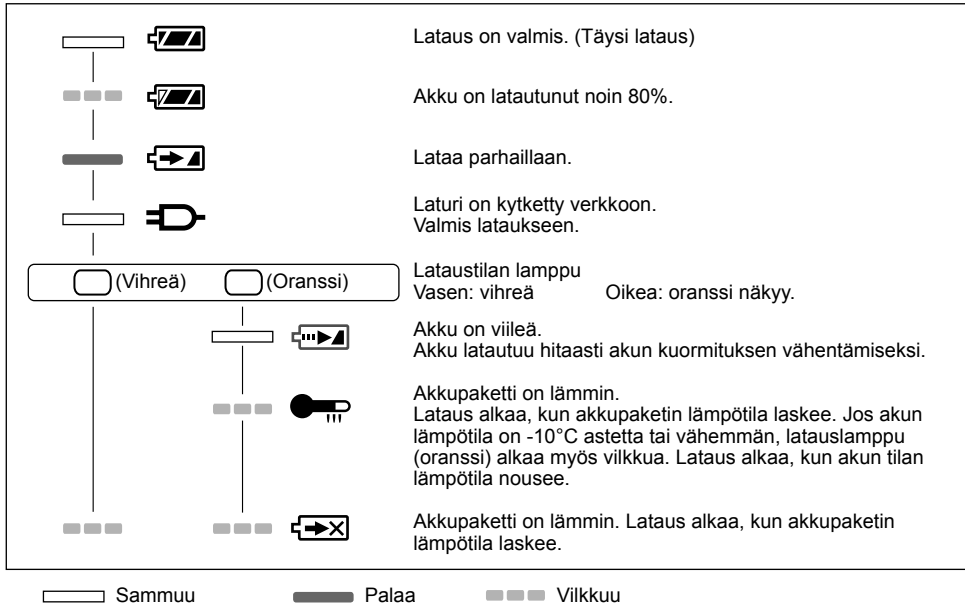 Lataus on valmis. (Täysi lataus)
Akku on latautunut noin 80%.
Lataa parhaillaan.
Laturi on kytketty verkkoon.
Valmis lataukseen.
(Vihreä) (Oranssi)
Lataustilan lamppu
Vasen: vihreä Oikea: oranssi näkyy.
Akku on viileä.
Akku latautuu hitaasti akun kuormituksen vähentämiseksi.
Akkupaketti on lämmin.
Lataus alkaa, kun akkupaketin lämpötila laskee. Jos akun
lämpötila on -10°C astetta tai vähemmän, latauslamppu
(oranssi) alkaa myös vilkkua. Lataus alkaa, kun akun tilan
lämpötila nousee.
Akkupaketti on lämmin. Lataus alkaa, kun akkupaketin
lämpötila laskee.
Sammuu Palaa Vilkkuu